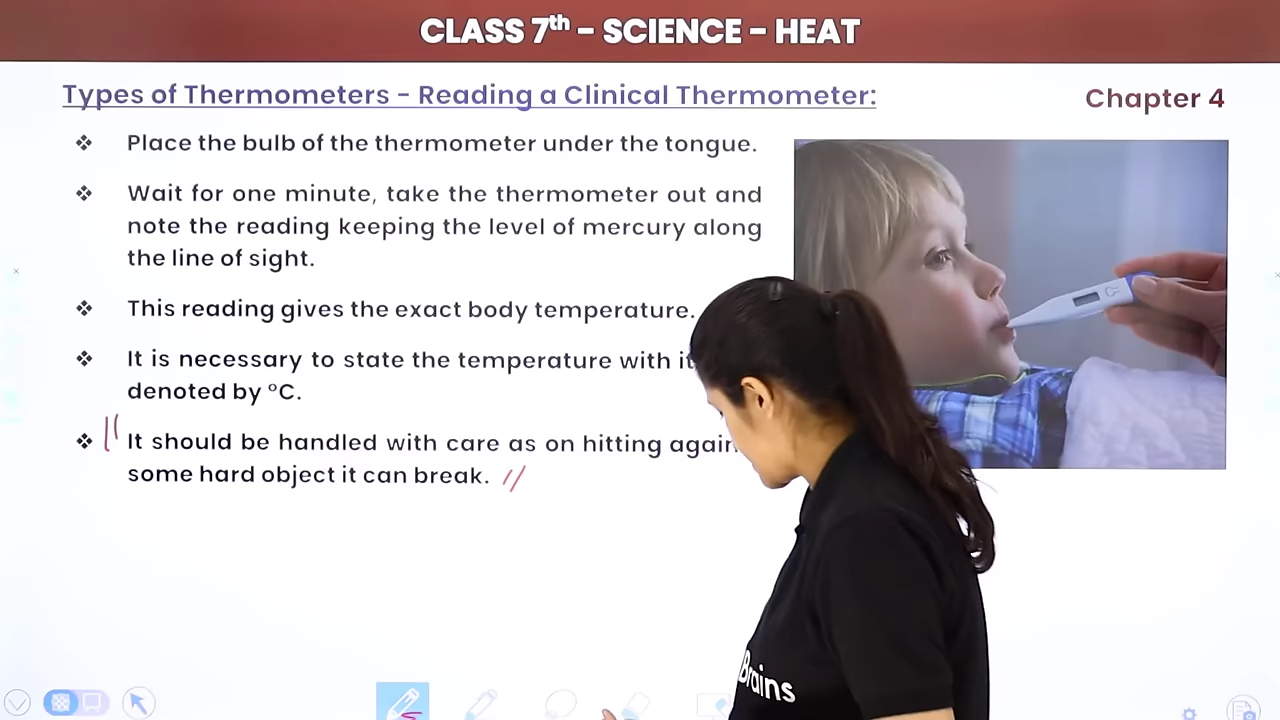 CLASS 7th - SCIENCE - HEAT
Types of Thermometers - Reading a Clinical Thermometer:
Chapter 4
❖ Place the bulb of the thermometer under the tongue.
❖ Wait for one minute, take the thermometer out and
note the reading keeping the level of mercury along
the line of sight.
❖ This reading gives the exact body temperature.
❖ It is necessary to state the temperature with
denoted by °C.
❖ It should be handled with care as on hitting
some hard object it can break.
Brains